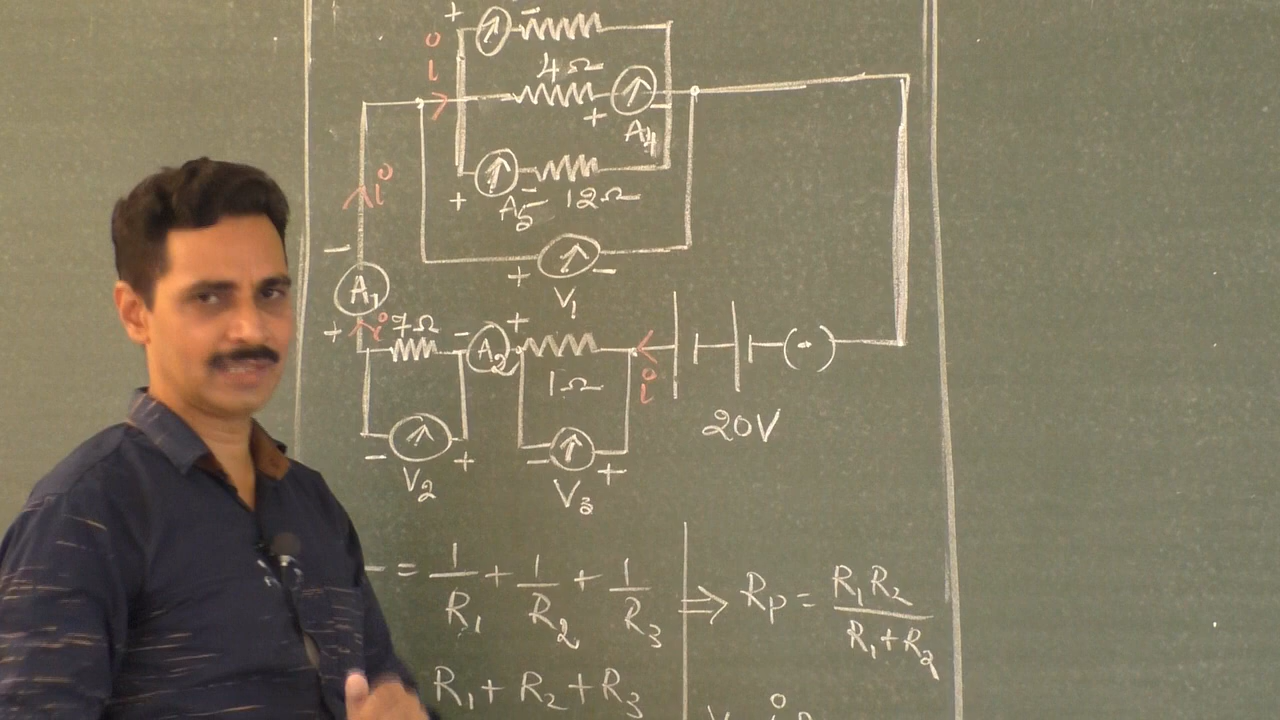 + −
i
4Ω
+ A4
+ A5 − 12Ω
i
−
+ −
V1
A1
+ i 7Ω − A2 +
1Ω i
20V
− + = +
V2 V3
— = 1/R1 + 1/R2 + 1/R3 ⇒ Rp = R1R2/R1+R2
R1 + R2 + R3